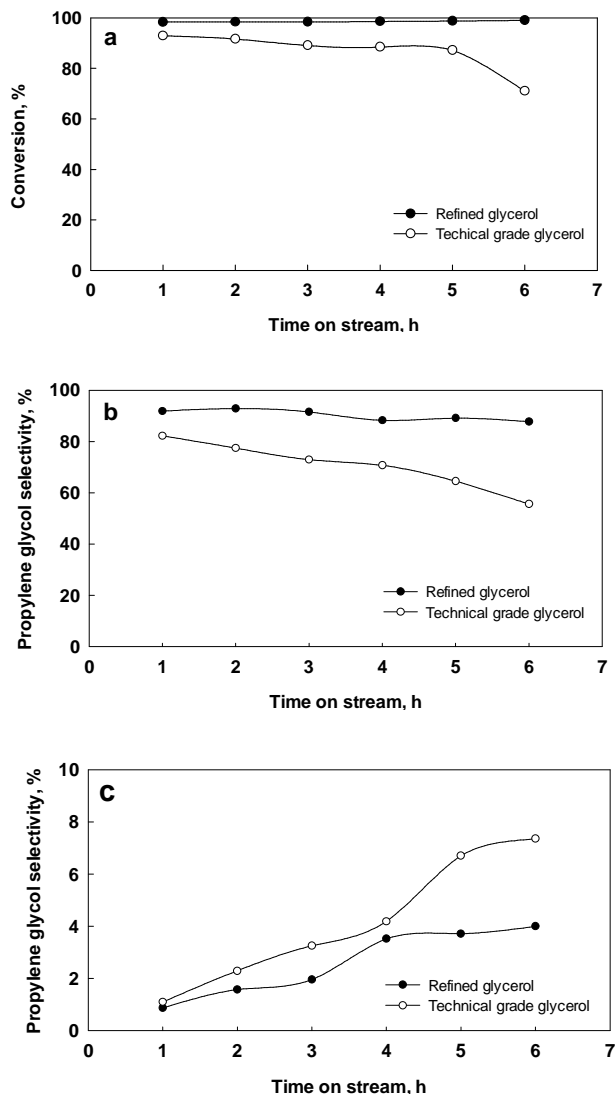 100
a
80
60
40
20
0
Conversion, %
Refined glycerol
Techical grade glycerol
0 1 2 3 4 5 6 7
Time on stream, h
100
b
80
60
40
20
0
Propylene glycol selectivity, %
Refined glycerol
Technical grade glycerol
0 1 2 3 4 5 6 7
Time on stream, h
10
c
8
6
4
2
0
Propylene glycol selectivity, %
Refined glycerol
Technical grade glycerol
0 1 2 3 4 5 6 7
Time on stream, h